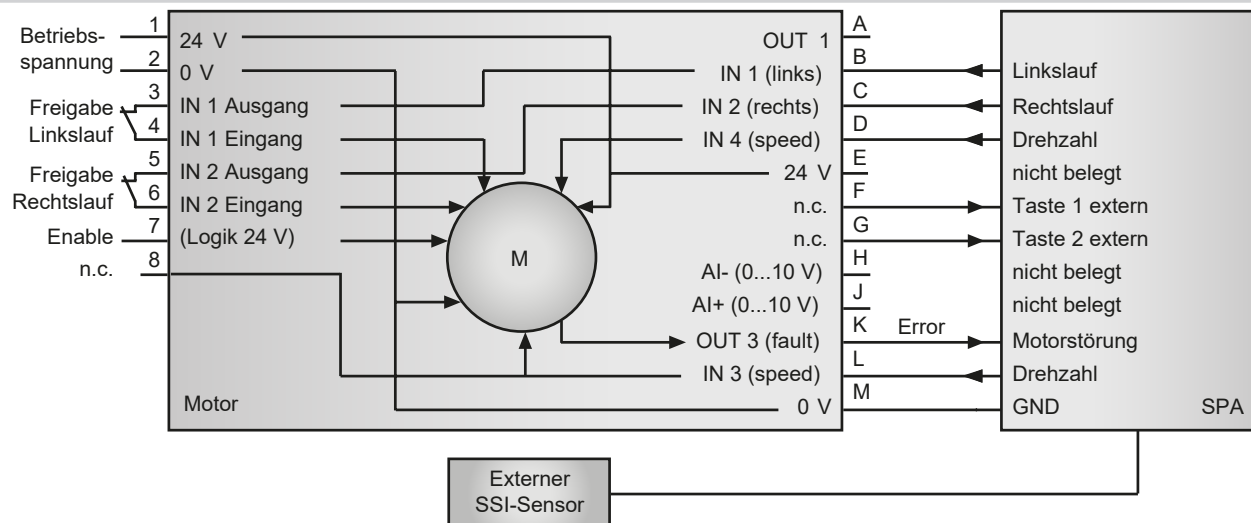 Betriebs-
spannung
1
2
24 V
0 V
Freigabe
Linkslauf
3
4
IN 1 Ausgang
IN 1 Eingang
Freigabe
Rechtslauf
5
6
IN 2 Ausgang
IN 2 Eingang
Enable
7
(Logik 24 V)
n.c.
8
M
Motor
OUT 1
A
IN 1 (links)
B
Linkslauf
IN 2 (rechts)
C
Rechtslauf
IN 4 (speed)
D
Drehzahl
24 V
E
nicht belegt
n.c.
F
Taste 1 extern
n.c.
G
Taste 2 extern
AI- (0...10 V)
H
nicht belegt
AI+ (0...10 V)
J
nicht belegt
OUT 3 (fault)
K
Error
Motorstörung
IN 3 (speed)
L
Drehzahl
0 V
M
GND
SPA
Externer
SSI-Sensor